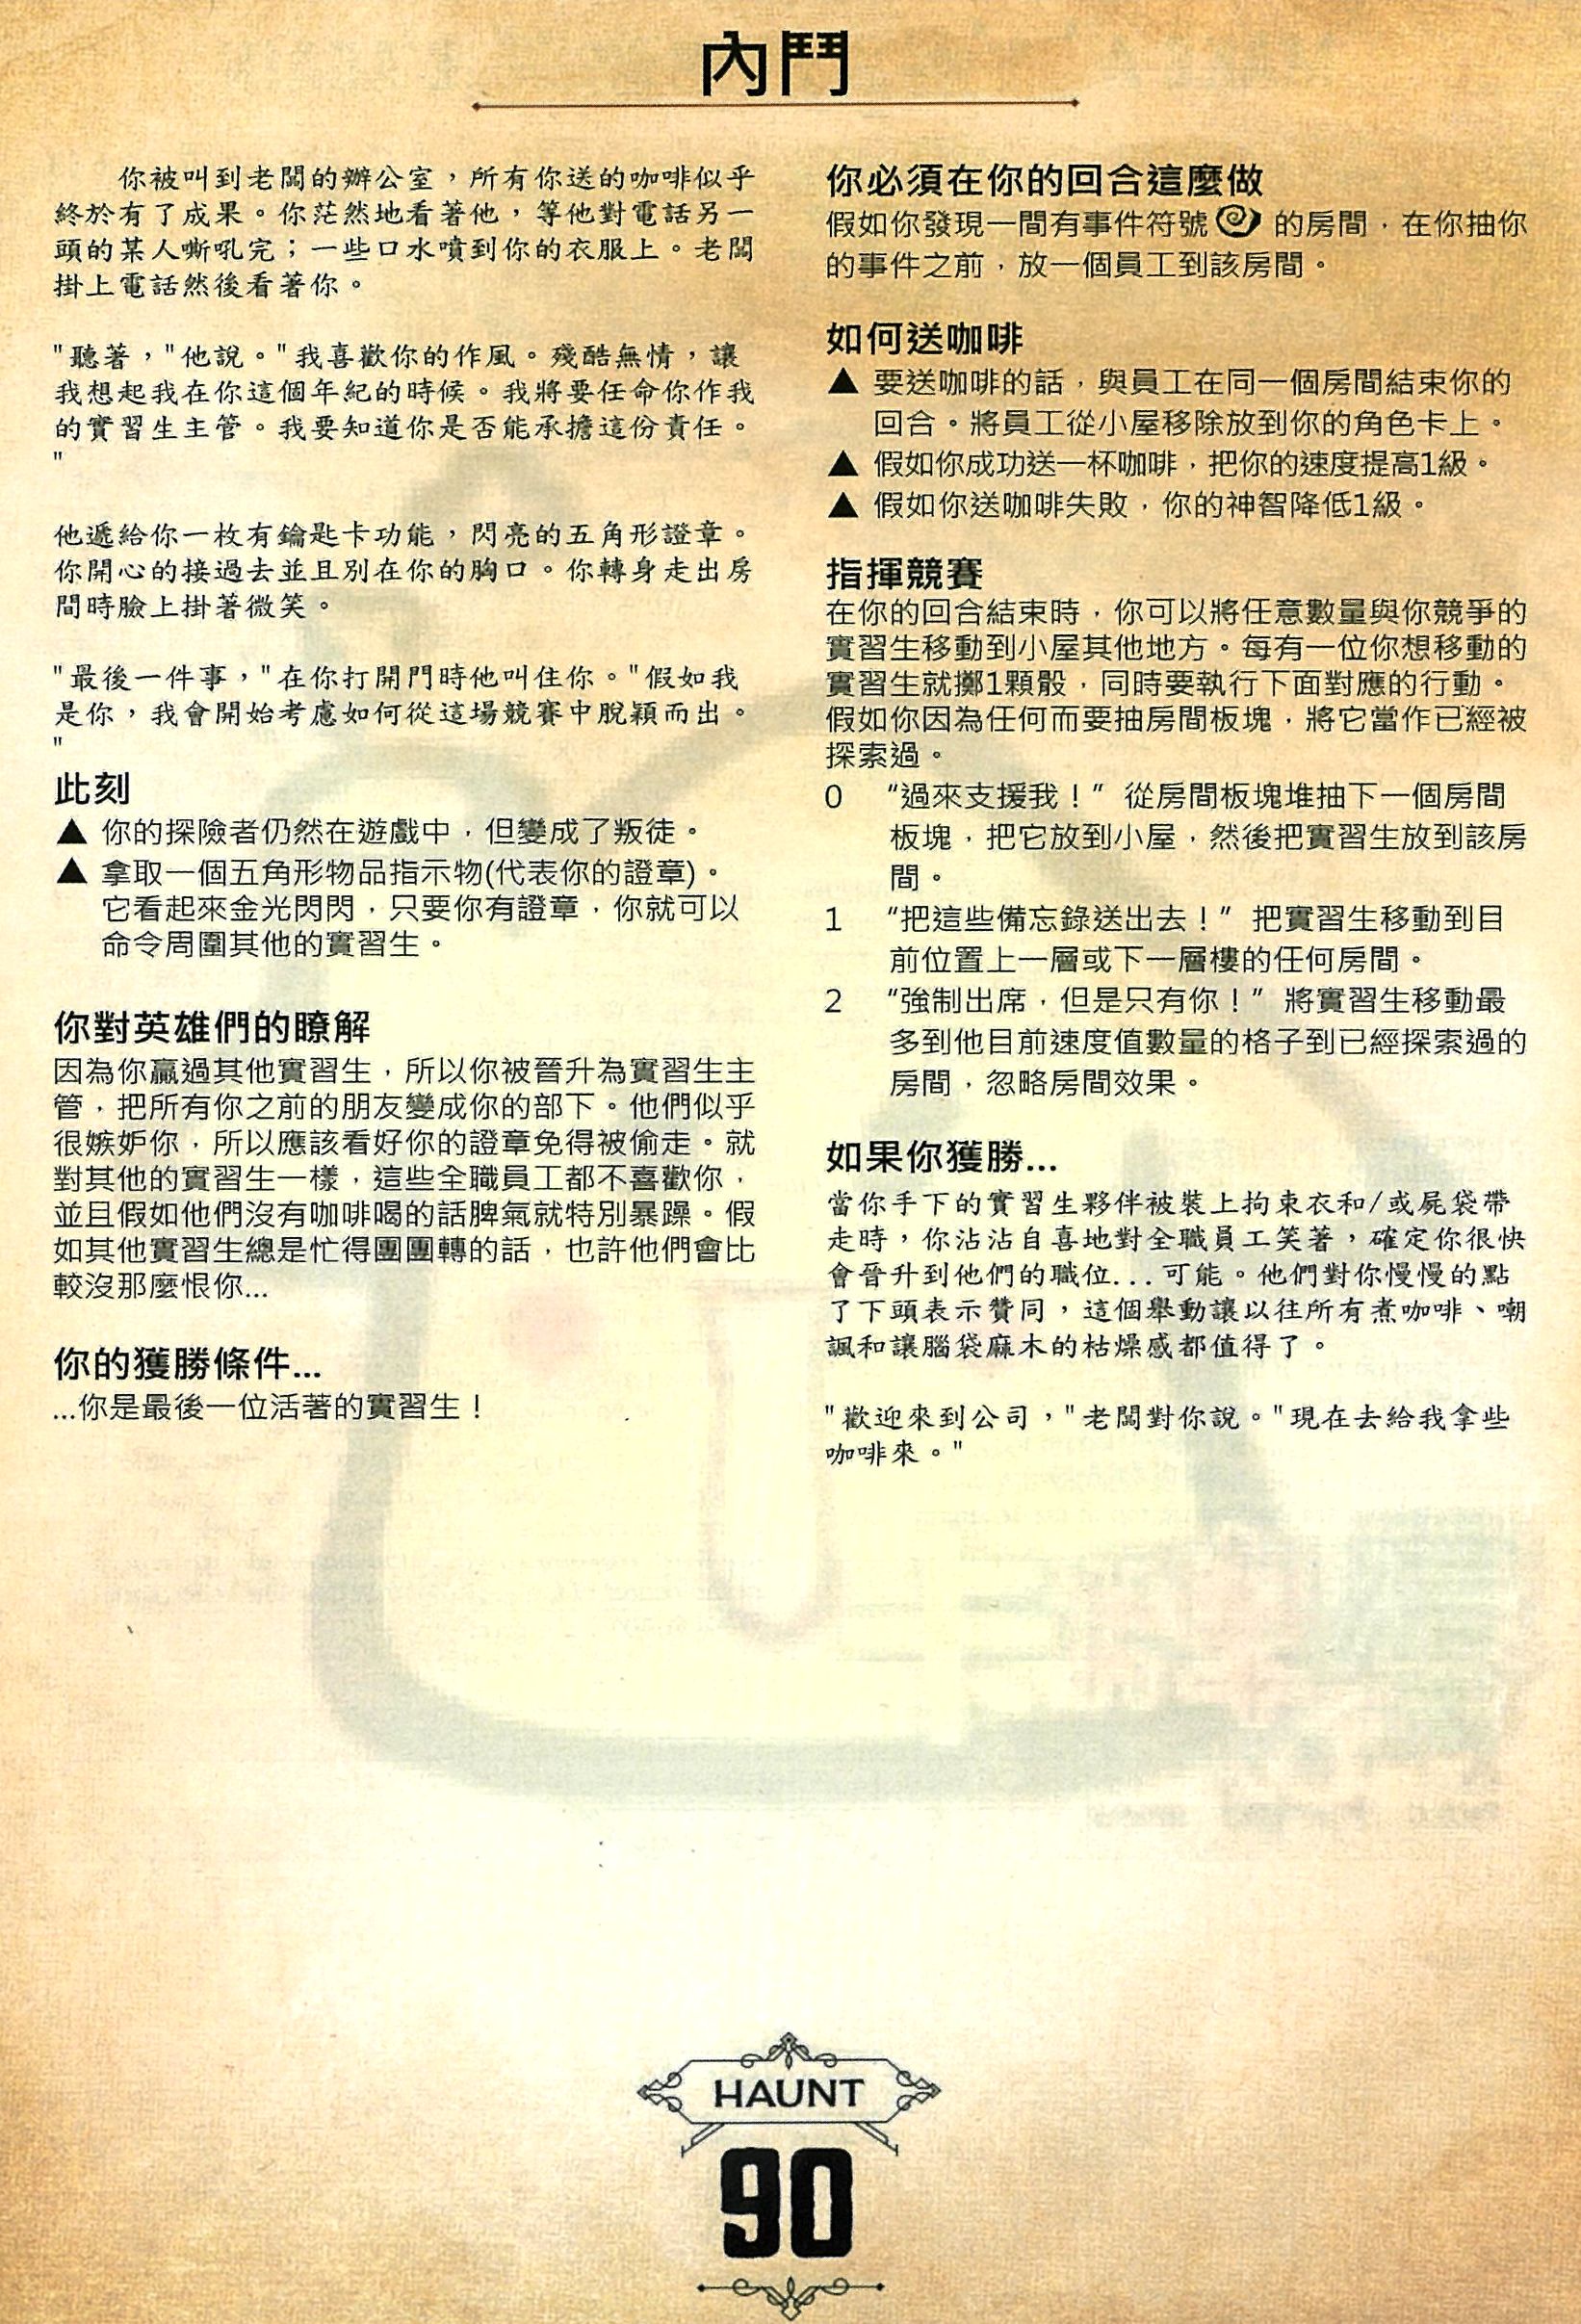 內鬥
你被叫到老闆的辦公室，所有你送的咖啡似乎
終於有了成果。你茫然地看著他，等他對電話另一
頭的某人嘶吼完；一些口水噴到你的衣服上。老闆
掛上電話然後看著你。
"聽著，"他說。"我喜歡你的作風。殘酷無情，讓
我想起我在你這個年紀的時候。我將要任命你作我
的實習生主管。我要知道你是否能承擔這份責任。
"
他遞給你一枚有鑰匙卡功能，閃亮的五角形證章。
你開心的接過去並且別在你的胸口。你轉身走出房
間時臉上掛著微笑。
"最後一件事，"在你打開門時他叫住你。"假如我
是你，我會開始考慮如何從這場競賽中脫穎而出。
"
此刻
▲ 你的探險者仍然在遊戲中，但變成了叛徒。
▲ 拿取一個五角形物品指示物(代表你的證章)。
它看起來金光閃閃，只要你有證章，你就可以
命令周圍其他的實習生。
你對英雄們的瞭解
因為你贏過其他實習生，所以你被晉升為實習生主
管，把所有你之前的朋友變成你的部下。他們似乎
很嫉妒你，所以應該看好你的證章免得被偷走。就
對其他的實習生一樣，這些全職員工都不喜歡你，
並且假如他們沒有咖啡喝的話脾氣就特別暴躁。假
如其他實習生總是忙得團團轉的話，也許他們會比
較沒那麼恨你...
你的獲勝條件...
...你是最後一位活著的實習生！
你必須在你的回合這麼做
假如你發現一間有事件符號 的房間，在你抽你
的事件之前，放一個員工到該房間。
如何送咖啡
▲ 要送咖啡的話，與員工在同一個房間結束你的
回合。將員工從小屋移除放到你的角色卡上。
▲ 假如你成功送一杯咖啡，把你的速度提高1級。
▲ 假如你送咖啡失敗，你的神智降低1級。
指揮競賽
在你的回合結束時，你可以將任意數量與你競爭的
實習生移動到小屋其他地方。每有一位你想移動的
實習生就擲1顆骰，同時要執行下面對應的行動。
假如你因為任何而要抽房間板塊，將它當作已經被
探索過。
0 “過來支援我！” 從房間板塊堆抽下一個房間
板塊，把它放到小屋，然後把實習生放到該房
間。
1 “把這些備忘錄送出去！” 把實習生移動到目
前位置上一層或下一層樓的任何房間。
2 “強制出席，但是只有你！” 將實習生移動最
多到他目前速度值數量的格子到已經探索過的
房間，忽略房間效果。
如果你獲勝...
當你手下的實習生夥伴被裝上拘束衣和/或屍袋帶
走時，你沾沾自喜地對全職員工笑著，確定你很快
會晉升到他們的職位...可能。他們對你慢慢的點
了下頭表示贊同，這個舉動讓以往所有煮咖啡、嘲
諷和讓腦袋麻木的枯燥感都值得了。
"歡迎來到公司，"老闆對你說。"現在去給我拿些
咖啡來。"
HAUNT
90